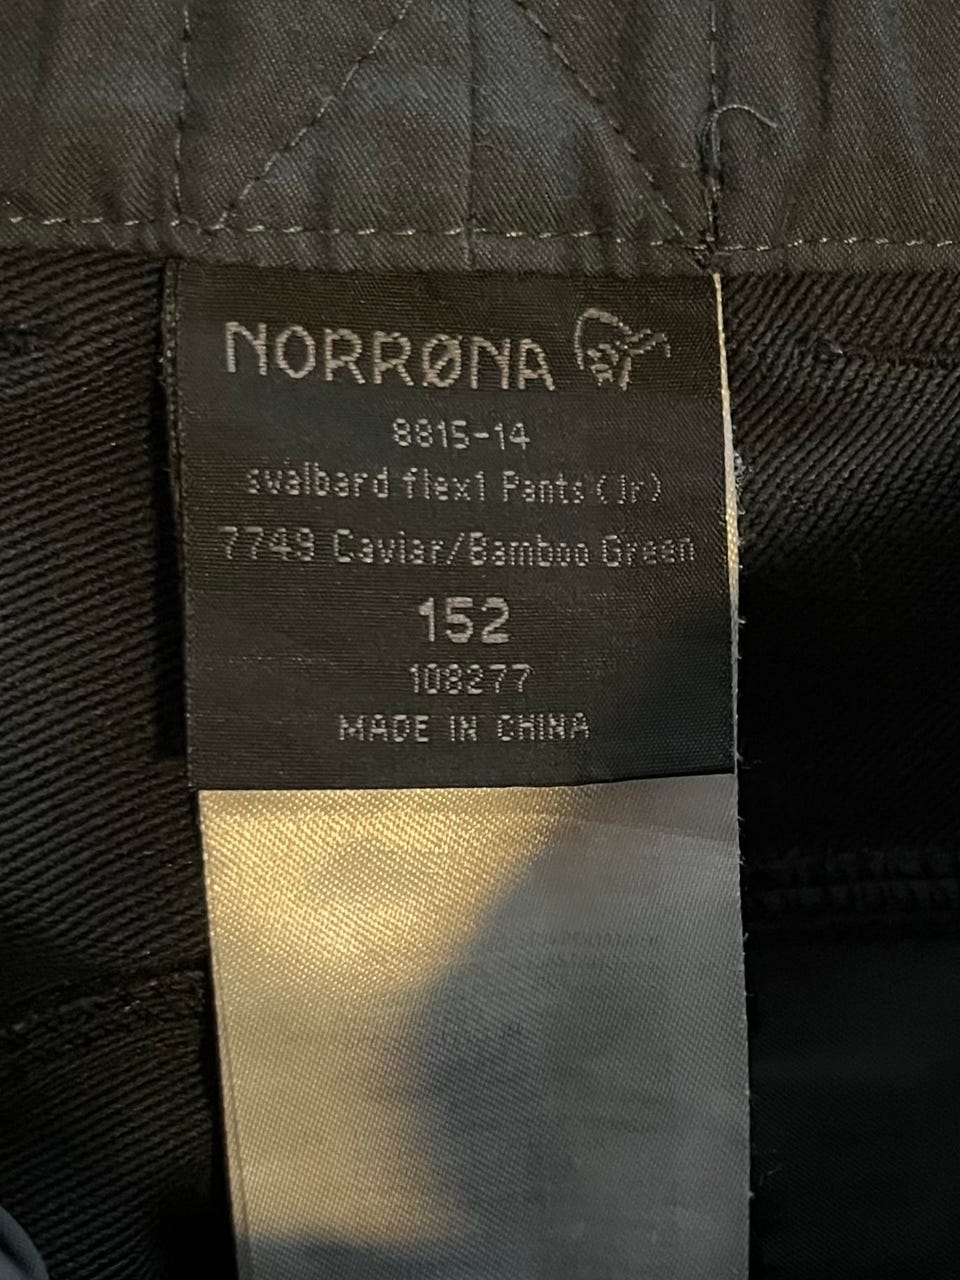 NORRØNA
8815-14
svalbard flex1 Pants (Jr)
7749 Caviar/Bamboo Green
152
108277
MADE IN CHINA